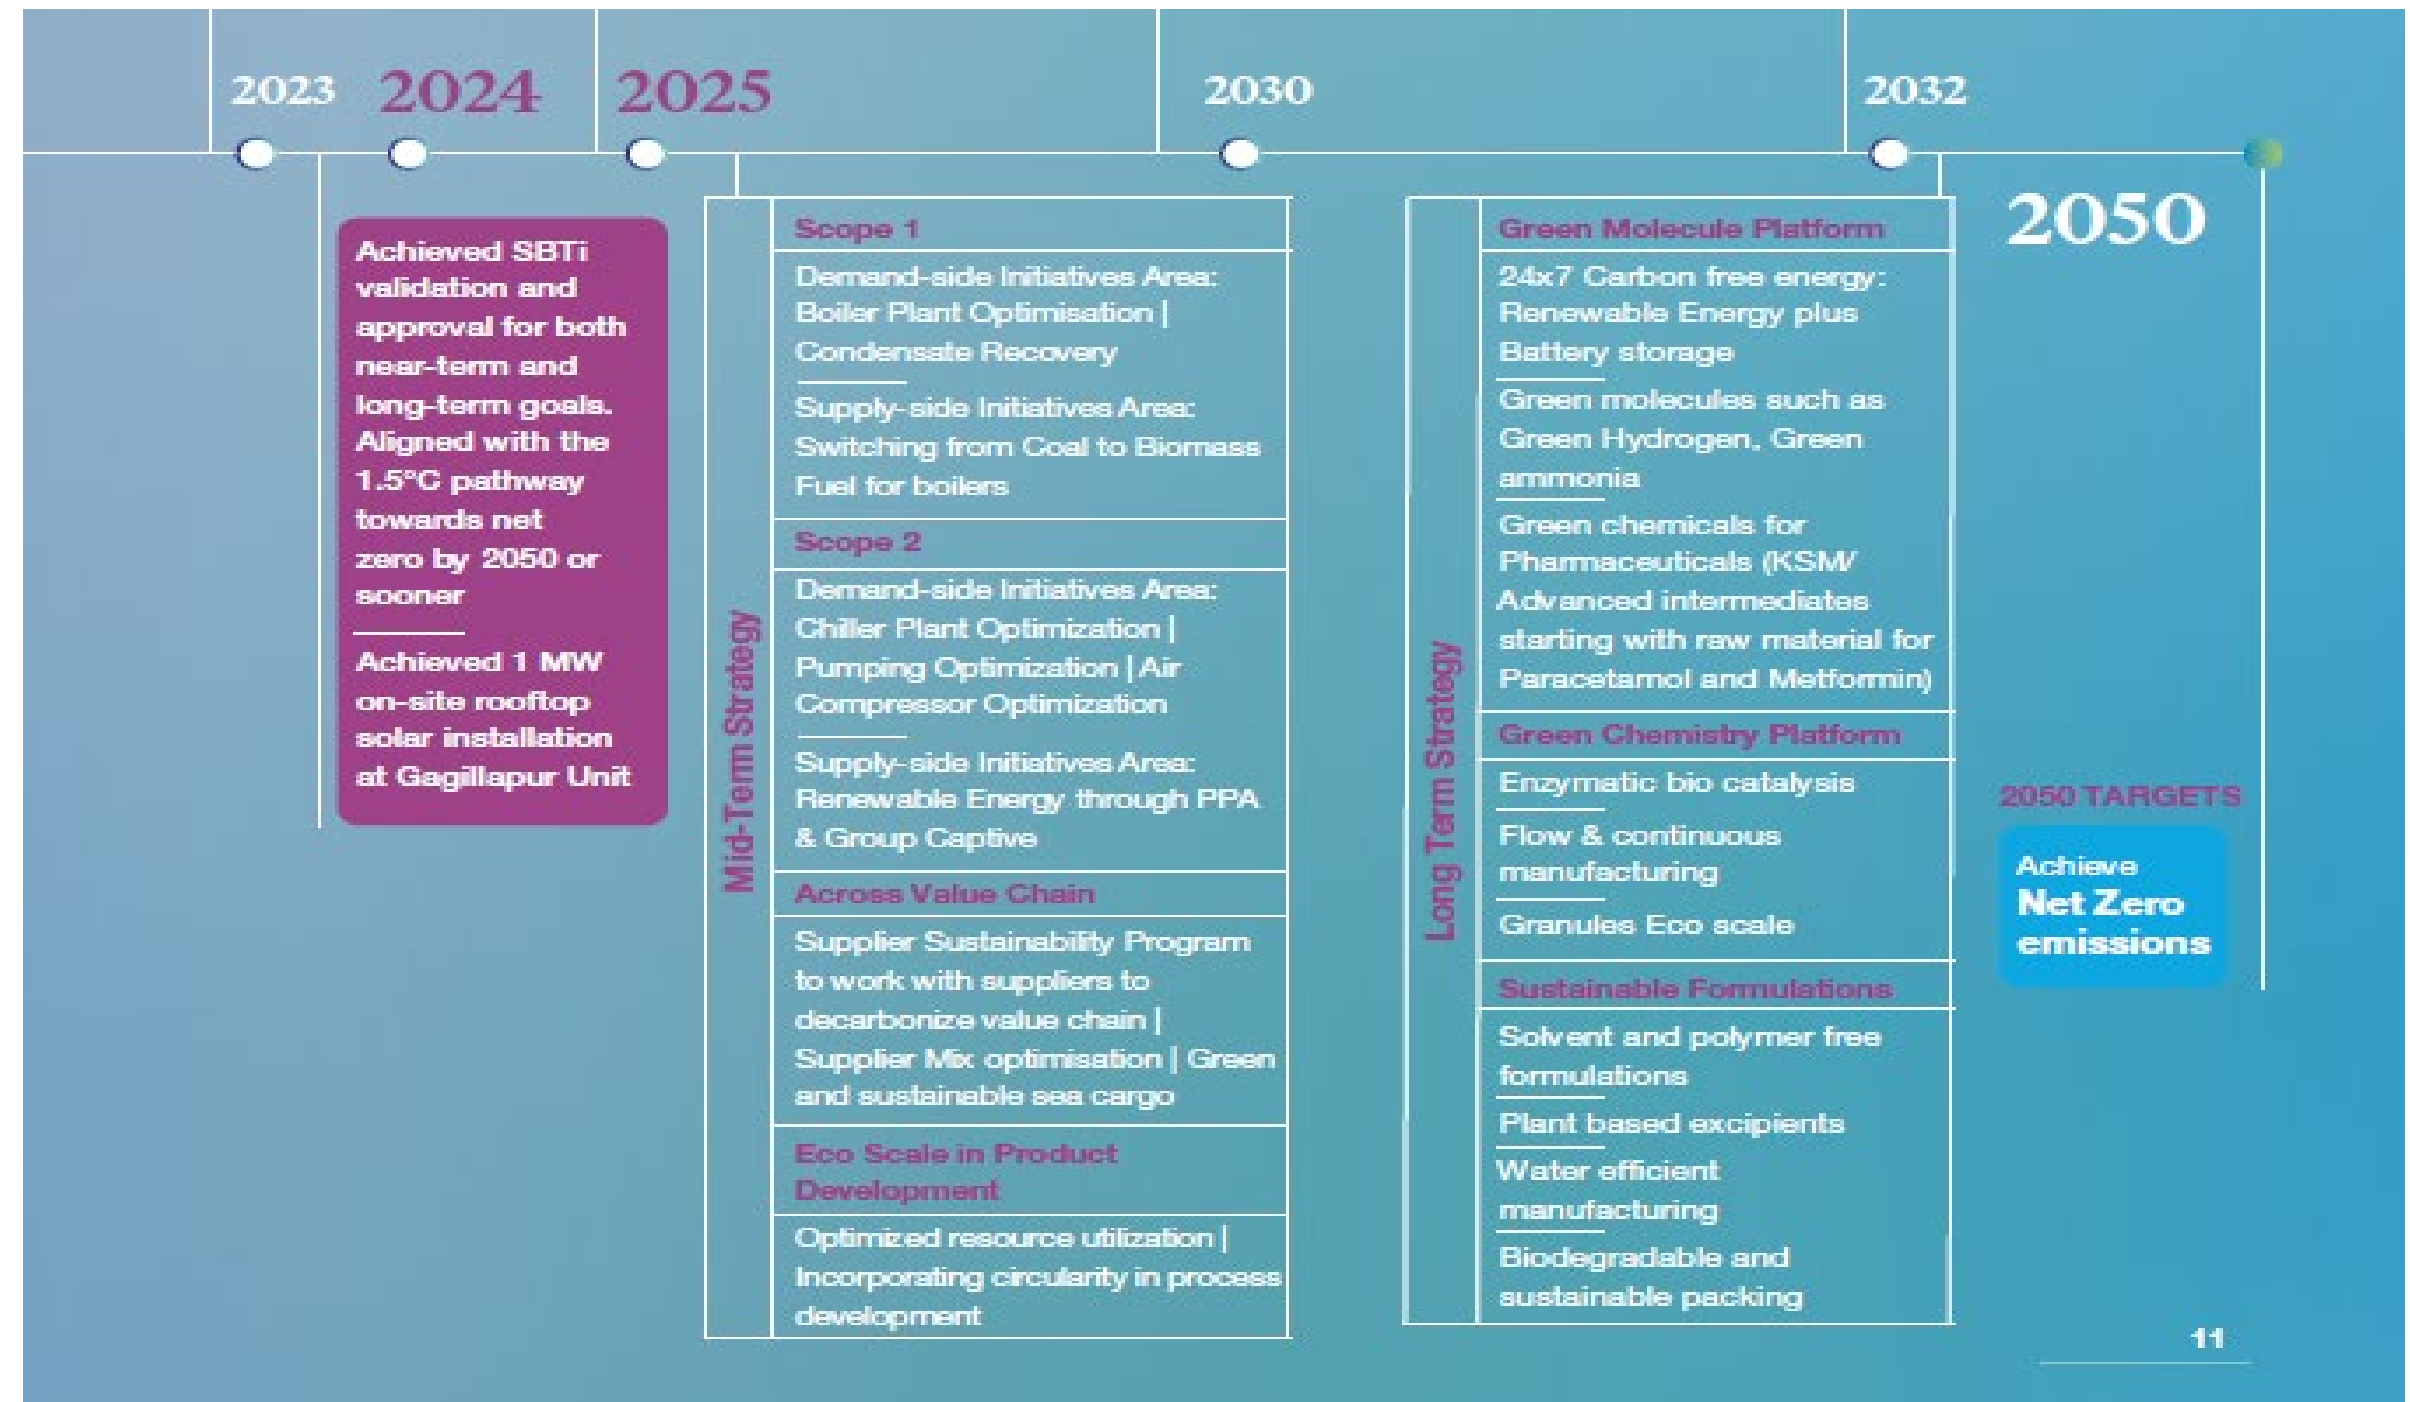 2023
2024
2025
2030
2032
2050
Achieved SBTi
validation and
approval for both
near-term and
long-term goals.
Aligned with the
1.5°C pathway
towards net
zero by 2050 or
sooner
Achieved 1 MW
on-site rooftop
solar installation
at Gagillapur Unit
Mid-Term Strategy
Scope 1
Demand-side Initiatives Area:
Boiler Plant Optimisation |
Condensate Recovery
Supply-side Initiatives Area:
Switching from Coal to Biomass
Fuel for boilers
Scope 2
Demand-side Initiatives Area:
Chiller Plant Optimization |
Pumping Optimization | Air
Compressor Optimization
Supply-side Initiatives Area:
Renewable Energy through PPA
& Group Captive
Across Value Chain
Supplier Sustainability Program
to work with suppliers to
decarbonize value chain |
Supplier Mix optimisation | Green
and sustainable sea cargo
Eco Scale in Product
Development
Optimized resource utilization |
Incorporating circularity in process
development
Long Term Strategy
Green Molecule Platform
24x7 Carbon free energy:
Renewable Energy plus
Battery storage
Green molecules such as
Green Hydrogen, Green
ammonia
Green chemicals for
Pharmaceuticals (KSM/
Advanced intermediates
starting with raw material for
Paracetamol and Metformin)
Green Chemistry Platform
Enzymatic bio catalysis
Flow & continuous
manufacturing
Granules Eco scale
Sustainable Formulations
Solvent and polymer free
formulations
Plant based excipients
Water efficient
manufacturing
Biodegradable and
sustainable packing
2050 TARGETS
Achieve
Net Zero
emissions
11